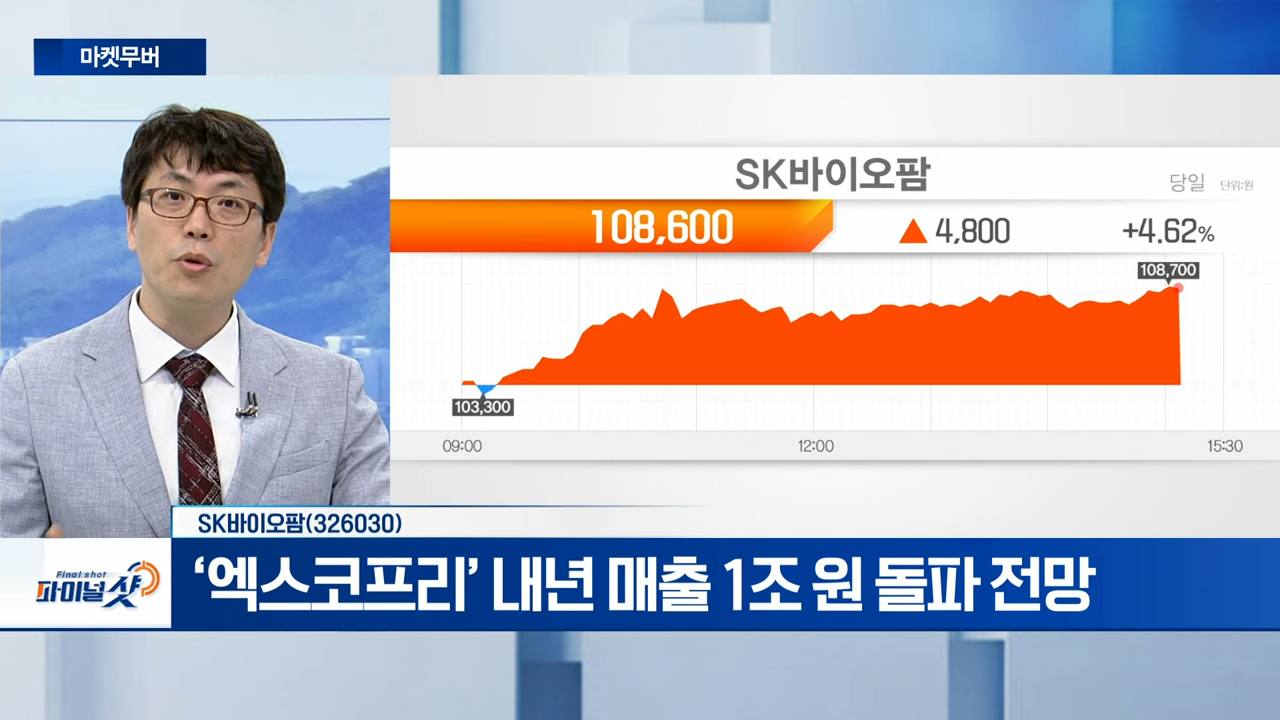 마켓무버
SK바이오팜
당일 단위:원
108,600 ▲ 4,800 +4.62%
108,700
103,300
09:00 12:00 15:30
SK바이오팜(326030)
Final shot
파이널샷
‘엑스코프리’ 내년 매출 1조 원 돌파 전망